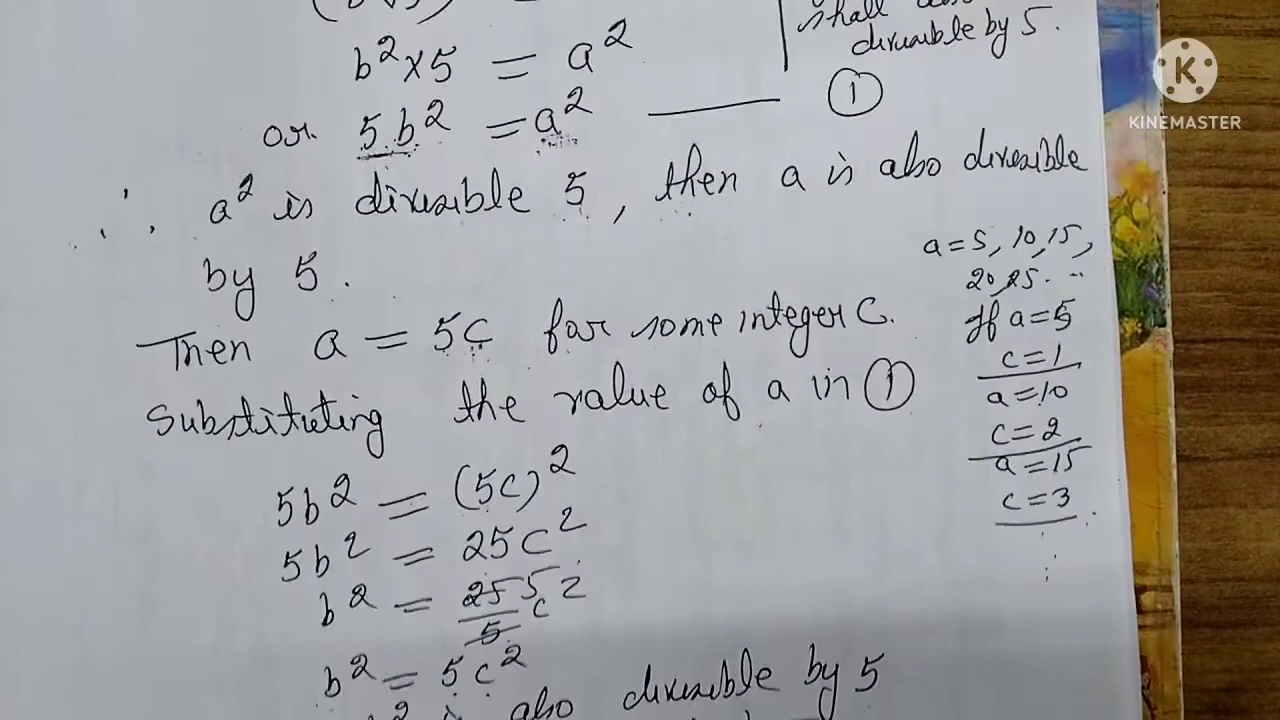 shall
divisible by 5.
b² × 5 = a²
or 5b² = a² ——— ①
∴ a² is divisible 5, then a is also divisible
by 5.
Then a = 5c for some integer c.
Substituting the value of a in ①
5b² = (5c)²
5b² = 25c²
b² = 25/5 5 c²
b² = 5c²
is also divisible by 5
a = 5, 10, 15,
20, 25...
If a = 5
c = 1
a = 10
c = 2
a = 15
c = 3
K
KINEMASTER